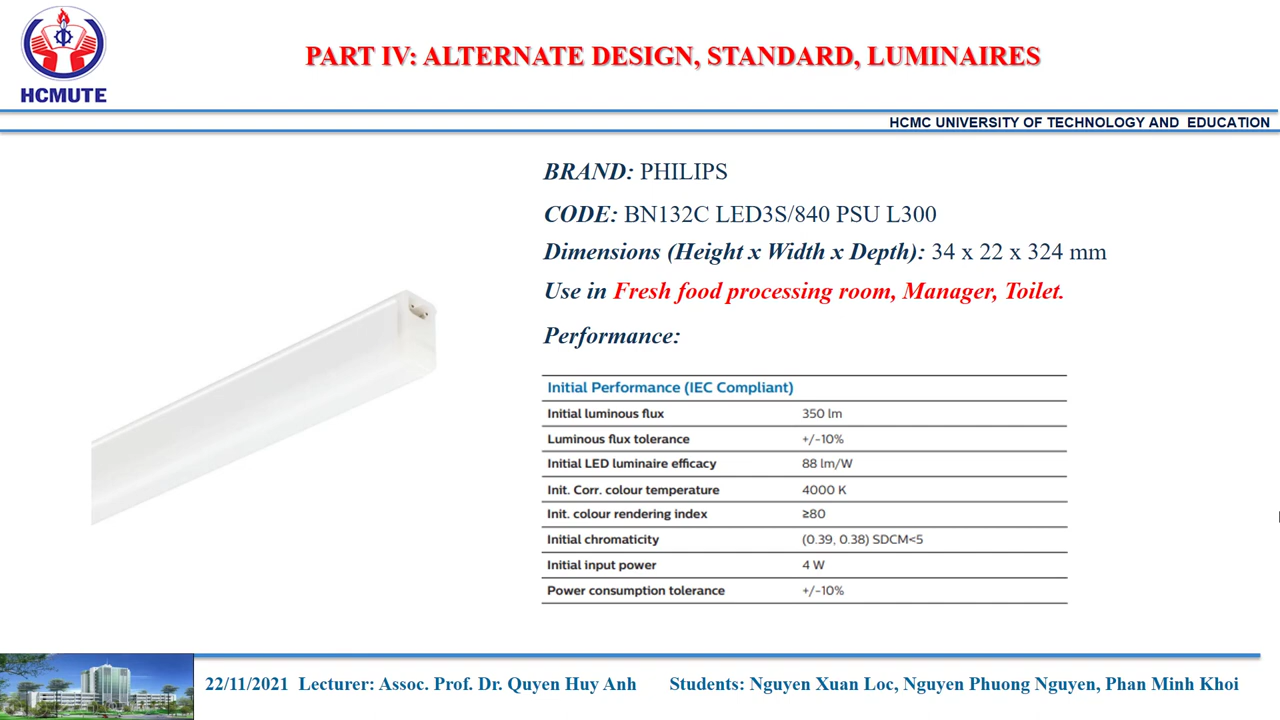 PART IV: ALTERNATE DESIGN, STANDARD, LUMINAIRES
HCMUTE
HCMC UNIVERSITY OF TECHNOLOGY AND EDUCATION
BRAND: PHILIPS
CODE: BN132C LED3S/840 PSU L300
Dimensions (Height x Width x Depth): 34 x 22 x 324 mm
Use in Fresh food processing room, Manager, Toilet.
Performance:
Initial Performance (IEC Compliant)
Initial luminous flux 350 lm
Luminous flux tolerance +/-10%
Initial LED luminaire efficacy 88 lm/W
Init. Corr. colour temperature 4000 K
Init. colour rendering index ≥80
Initial chromaticity (0.39, 0.38) SDCM<5
Initial input power 4 W
Power consumption tolerance +/-10%
22/11/2021 Lecturer: Assoc. Prof. Dr. Quyen Huy Anh Students: Nguyen Xuan Loc, Nguyen Phuong Nguyen, Phan Minh Khoi